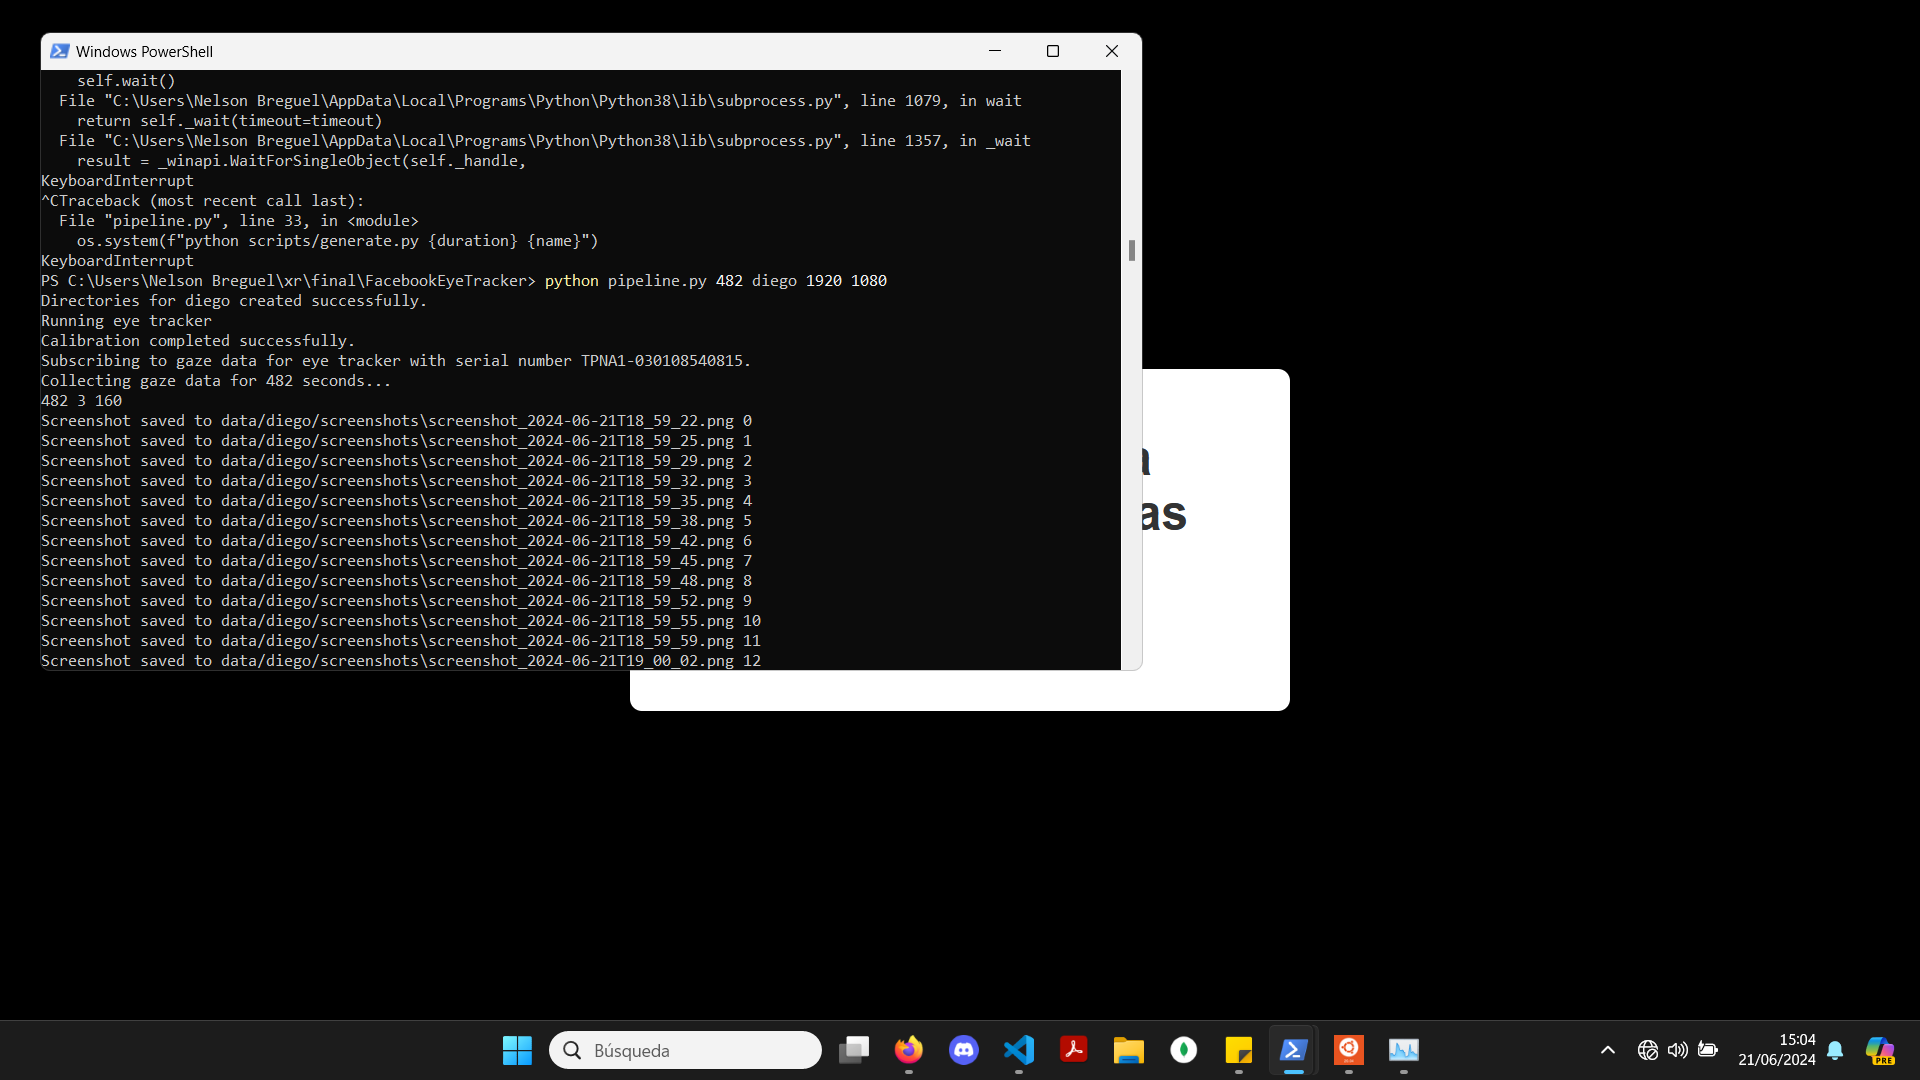 Windows PowerShell
self.wait()
File "C:\Users\Nelson Breguel\AppData\Local\Programs\Python\Python38\lib\subprocess.py", line 1079, in wait
return self._wait(timeout=timeout)
File "C:\Users\Nelson Breguel\AppData\Local\Programs\Python\Python38\lib\subprocess.py", line 1357, in _wait
result = _winapi.WaitForSingleObject(self._handle,
KeyboardInterrupt
^CTraceback (most recent call last):
File "pipeline.py", line 33, in <module>
os.system(f"python scripts/generate.py {duration} {name}")
KeyboardInterrupt
PS C:\Users\Nelson Breguel\xr\final\FacebookEyeTracker> python pipeline.py 482 diego 1920 1080
Directories for diego created successfully.
Running eye tracker
Calibration completed successfully.
Subscribing to gaze data for eye tracker with serial number TPNA1-030108540815.
Collecting gaze data for 482 seconds...
482 3 160
Screenshot saved to data/diego/screenshots\screenshot_2024-06-21T18_59_22.png 0
Screenshot saved to data/diego/screenshots\screenshot_2024-06-21T18_59_25.png 1
Screenshot saved to data/diego/screenshots\screenshot_2024-06-21T18_59_29.png 2
Screenshot saved to data/diego/screenshots\screenshot_2024-06-21T18_59_32.png 3
Screenshot saved to data/diego/screenshots\screenshot_2024-06-21T18_59_35.png 4
Screenshot saved to data/diego/screenshots\screenshot_2024-06-21T18_59_38.png 5
Screenshot saved to data/diego/screenshots\screenshot_2024-06-21T18_59_42.png 6
Screenshot saved to data/diego/screenshots\screenshot_2024-06-21T18_59_45.png 7
Screenshot saved to data/diego/screenshots\screenshot_2024-06-21T18_59_48.png 8
Screenshot saved to data/diego/screenshots\screenshot_2024-06-21T18_59_52.png 9
Screenshot saved to data/diego/screenshots\screenshot_2024-06-21T18_59_55.png 10
Screenshot saved to data/diego/screenshots\screenshot_2024-06-21T18_59_59.png 11
Screenshot saved to data/diego/screenshots\screenshot_2024-06-21T19_00_02.png 12
as
Búsqueda
15:04
21/06/2024
PRE